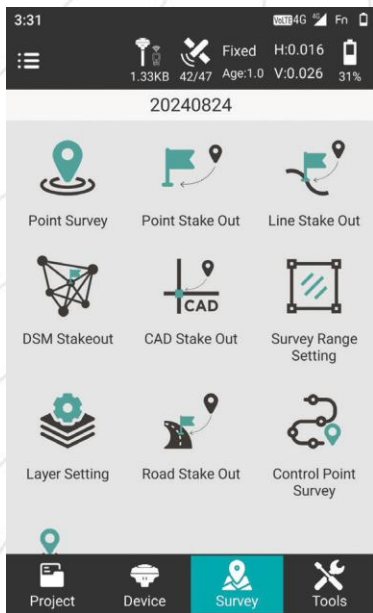 3:31 VoLTE 4G 4G Fn
Fixed H:0.016
1.33KB 42/47 Age:1.0 V:0.026 31%
20240824
Point Survey Point Stake Out Line Stake Out
CAD
DSM Stakeout CAD Stake Out Survey Range
Setting
Layer Setting Road Stake Out Control Point
Survey
Project Device Survey Tools